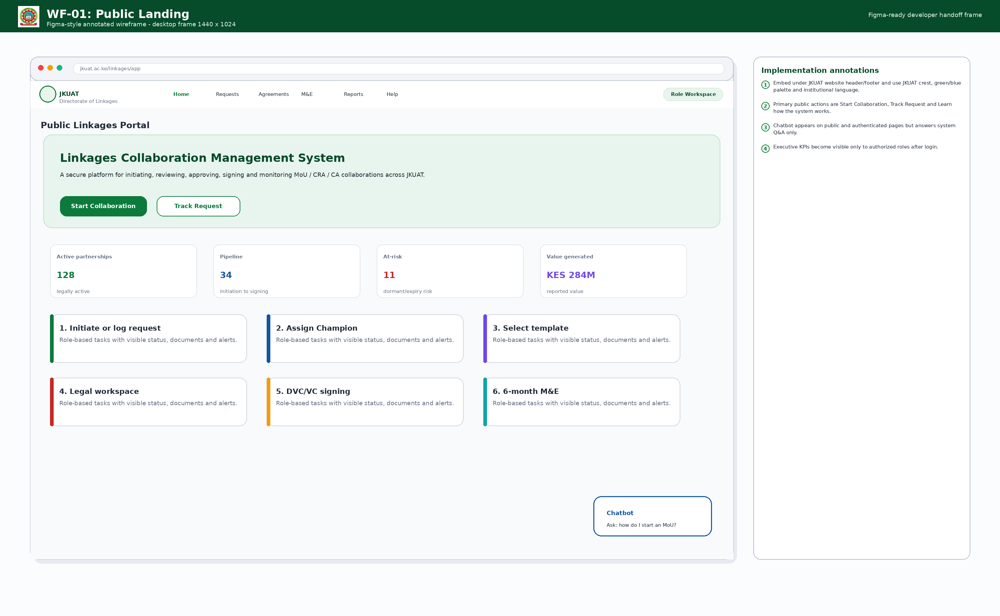 WF-01: Public Landing
Figma-style annotated wireframe - desktop frame 1440 x 1024
Figma-ready developer handoff frame
jkuat.ac.ke/linkages/app
JKUAT
Directorate of Linkages
Home
Requests
Agreements
M&E
Reports
Help
Role Workspace
Public Linkages Portal
Linkages Collaboration Management System
A secure platform for initiating, reviewing, approving, signing and monitoring MoU / CRA / CA collaborations across JKUAT.
Start Collaboration
Track Request
Active partnerships
128
legally active
Pipeline
34
initiation to signing
At-risk
11
dormant/expiry risk
Value generated
KES 284M
reported value
1. Initiate or log request
Role-based tasks with visible status, documents and alerts.
2. Assign Champion
Role-based tasks with visible status, documents and alerts.
3. Select template
Role-based tasks with visible status, documents and alerts.
4. Legal workspace
Role-based tasks with visible status, documents and alerts.
5. DVC/VC signing
Role-based tasks with visible status, documents and alerts.
6. 6-month M&E
Role-based tasks with visible status, documents and alerts.
Chatbot
Ask: how do I start an MoU?
Implementation annotations
1 Embed under JKUAT website header/footer and use JKUAT crest, green/blue
palette and institutional language.
2 Primary public actions are Start Collaboration, Track Request and Learn
how the system works.
3 Chatbot appears on public and authenticated pages but answers system
Q&A only.
4 Executive KPIs become visible only to authorized roles after login.